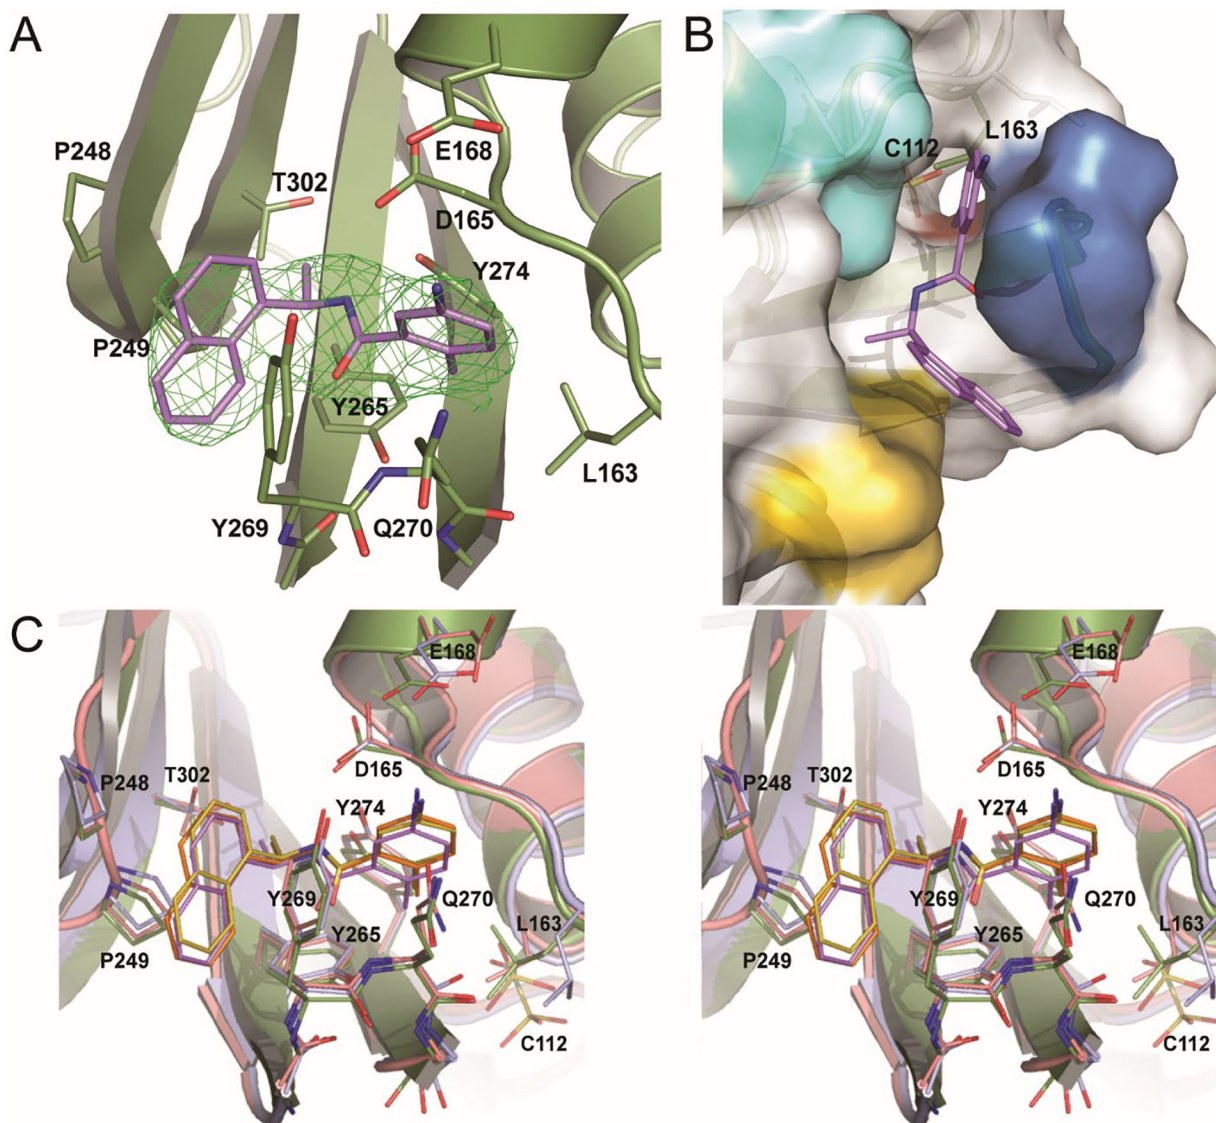 A
P248
T302
E168
D165
Y274
P249
Y265
L163
Y269
Q270
B
L163
C112
C
E168
D165
P248
T302
Y274
Y269
Q270
Y265
L163
P249
C112
E168
D165
P248
T302
Y274
Y269
Q270
L163
Y265
P249
C112